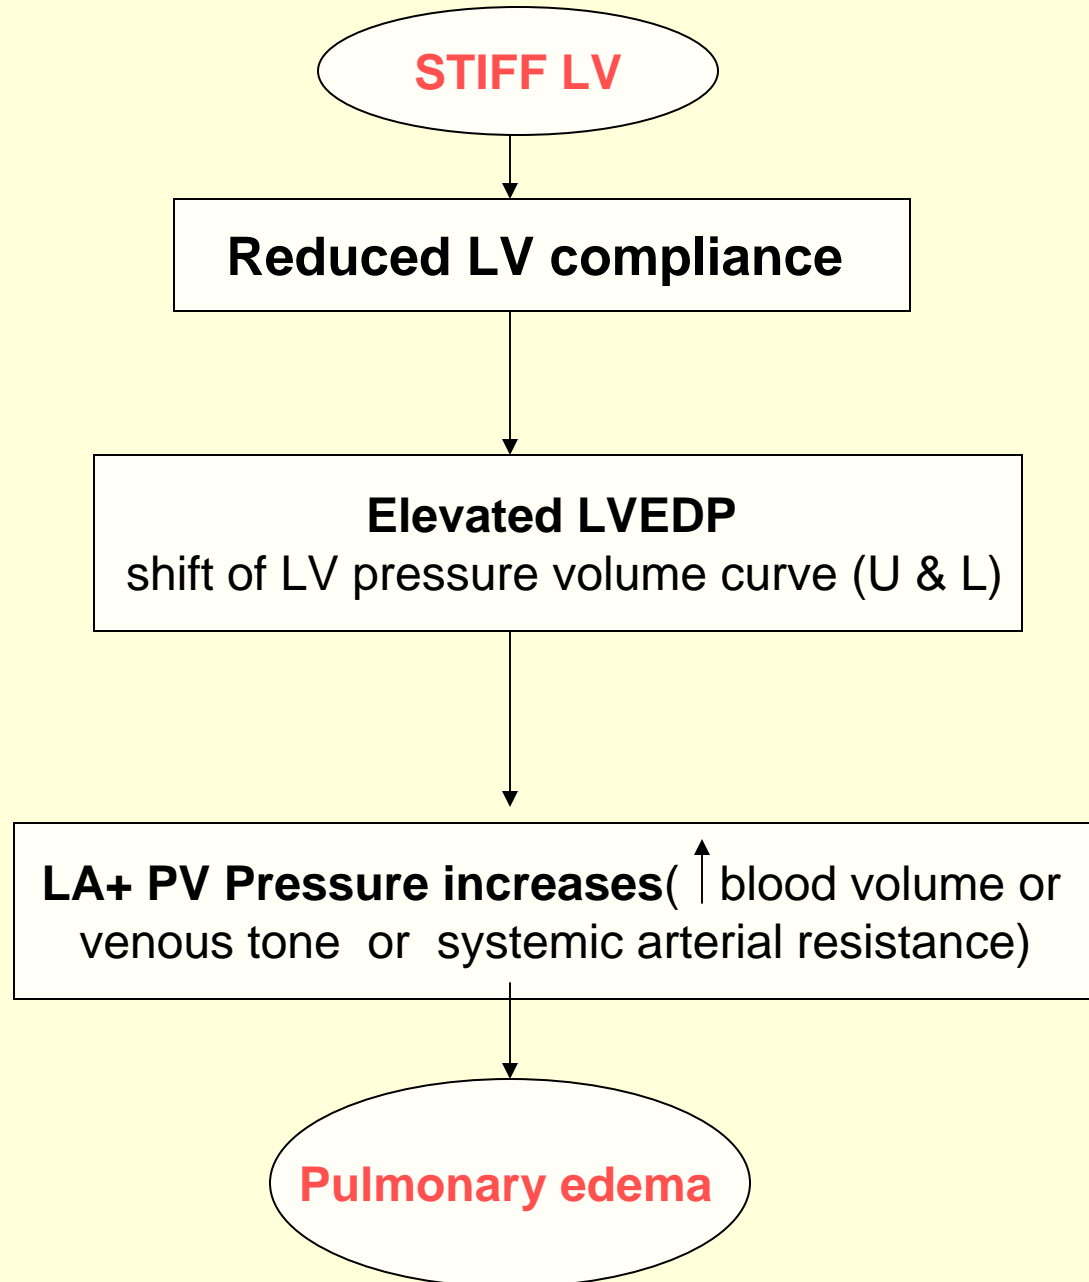 STIFF LV
Reduced LV compliance
Elevated LVEDP
shift of LV pressure volume curve (U & L)
LA+ PV Pressure increases( blood volume or
venous tone or systemic arterial resistance)
Pulmonary edema